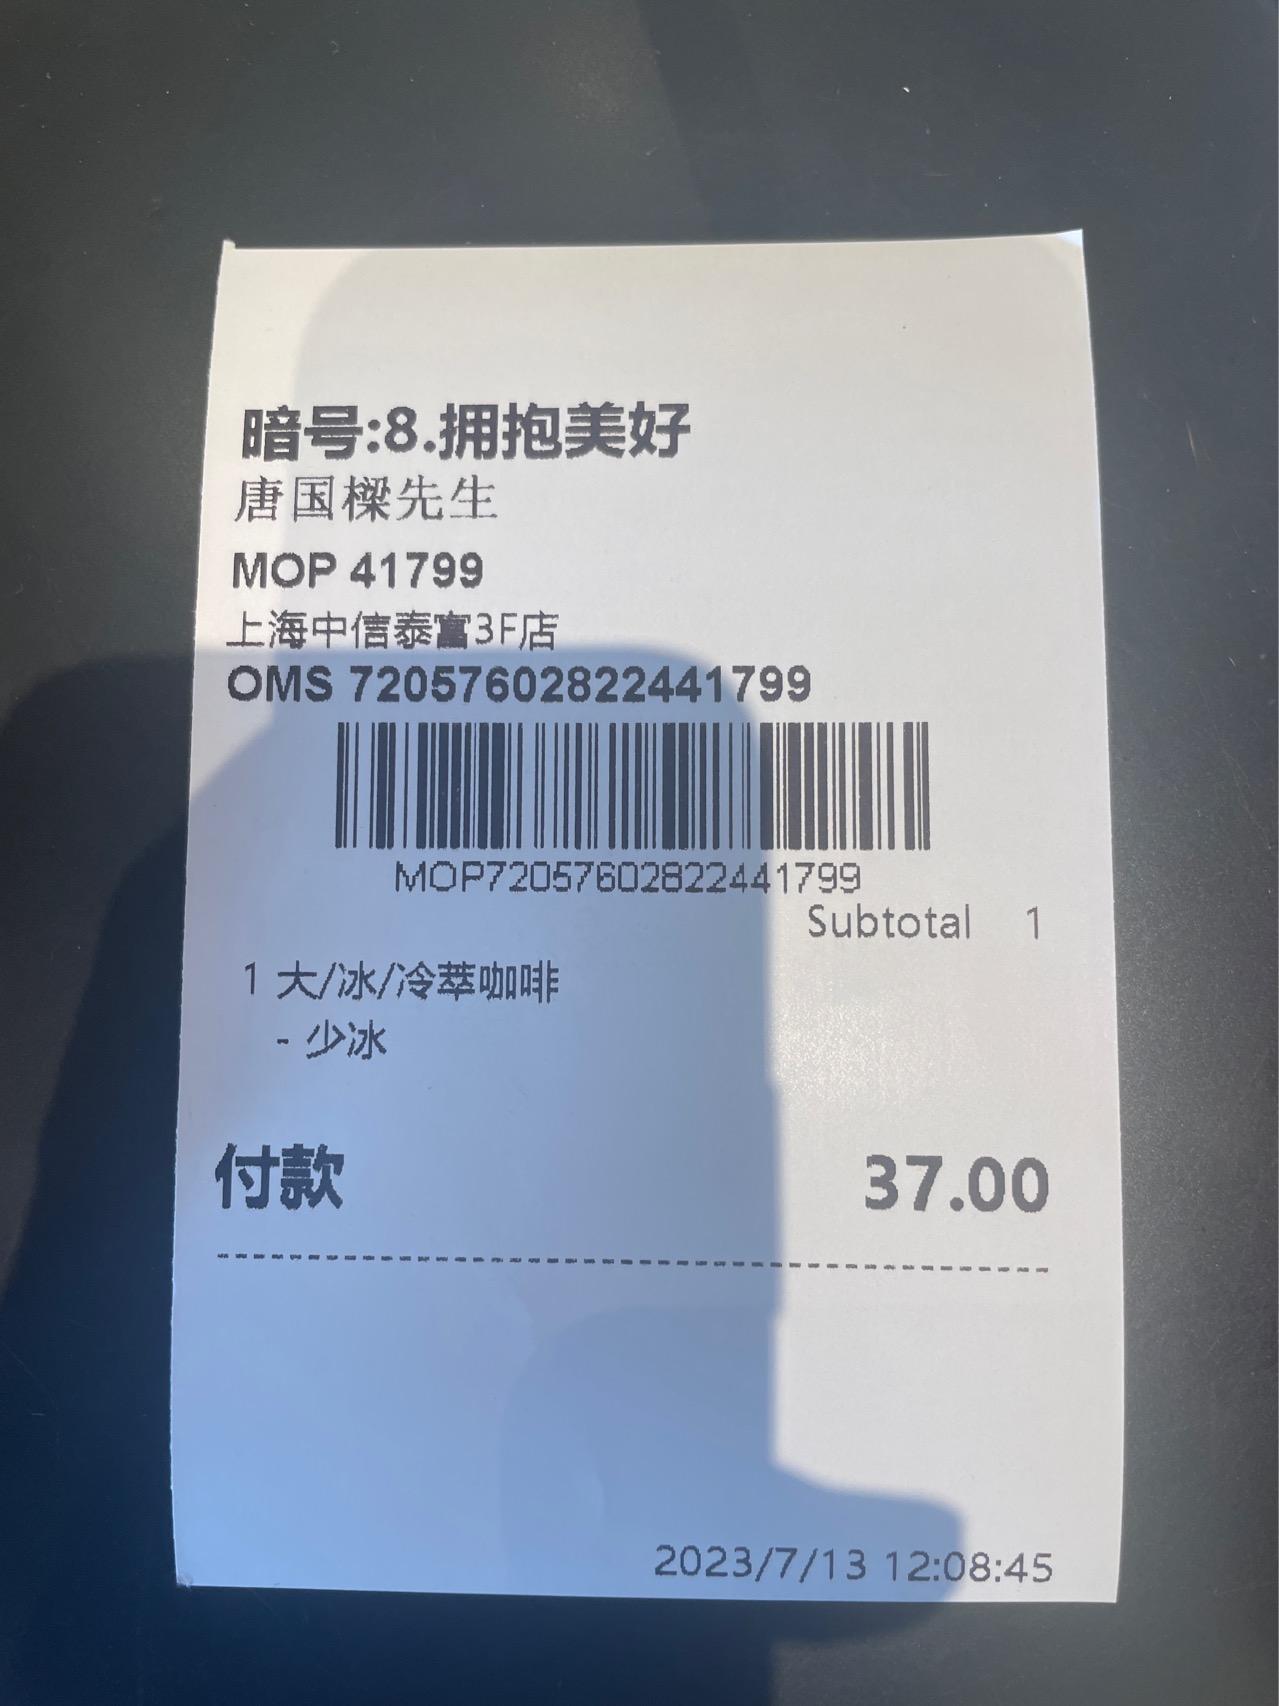 暗号:8.拥抱美好
唐国樑先生
MOP 41799
上海中信泰富3F店
OMS 72057602822441799
MOP72057602822441799
Subtotal 1
1 大/冰/冷萃咖啡
- 少冰
付款 37.00
2023/7/13 12:08:45